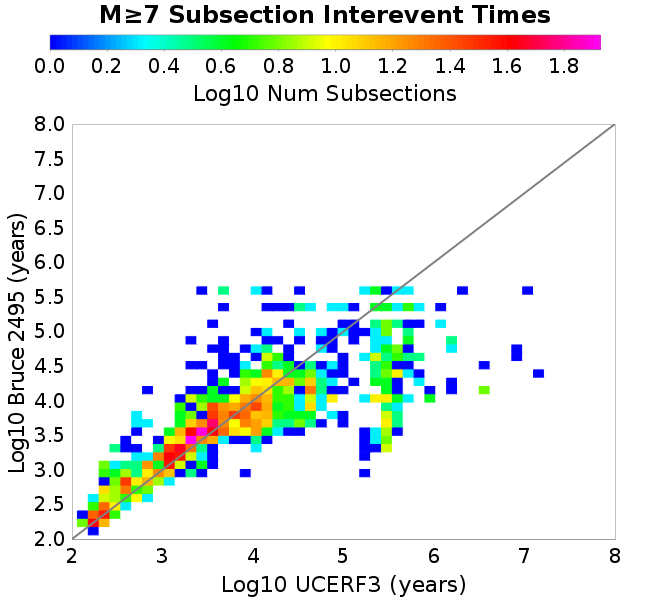 M≥7 Subsection Interevent Times
0.0 0.2 0.4 0.6 0.8 1.0 1.2 1.4 1.6 1.8
Log10 Num Subsections
Log10 Bruce 2495 (years)
8.0
7.5
7.0
6.5
6.0
5.5
5.0
4.5
4.0
3.5
3.0
2.5
2.0
2 3 4 5 6 7 8
Log10 UCERF3 (years)